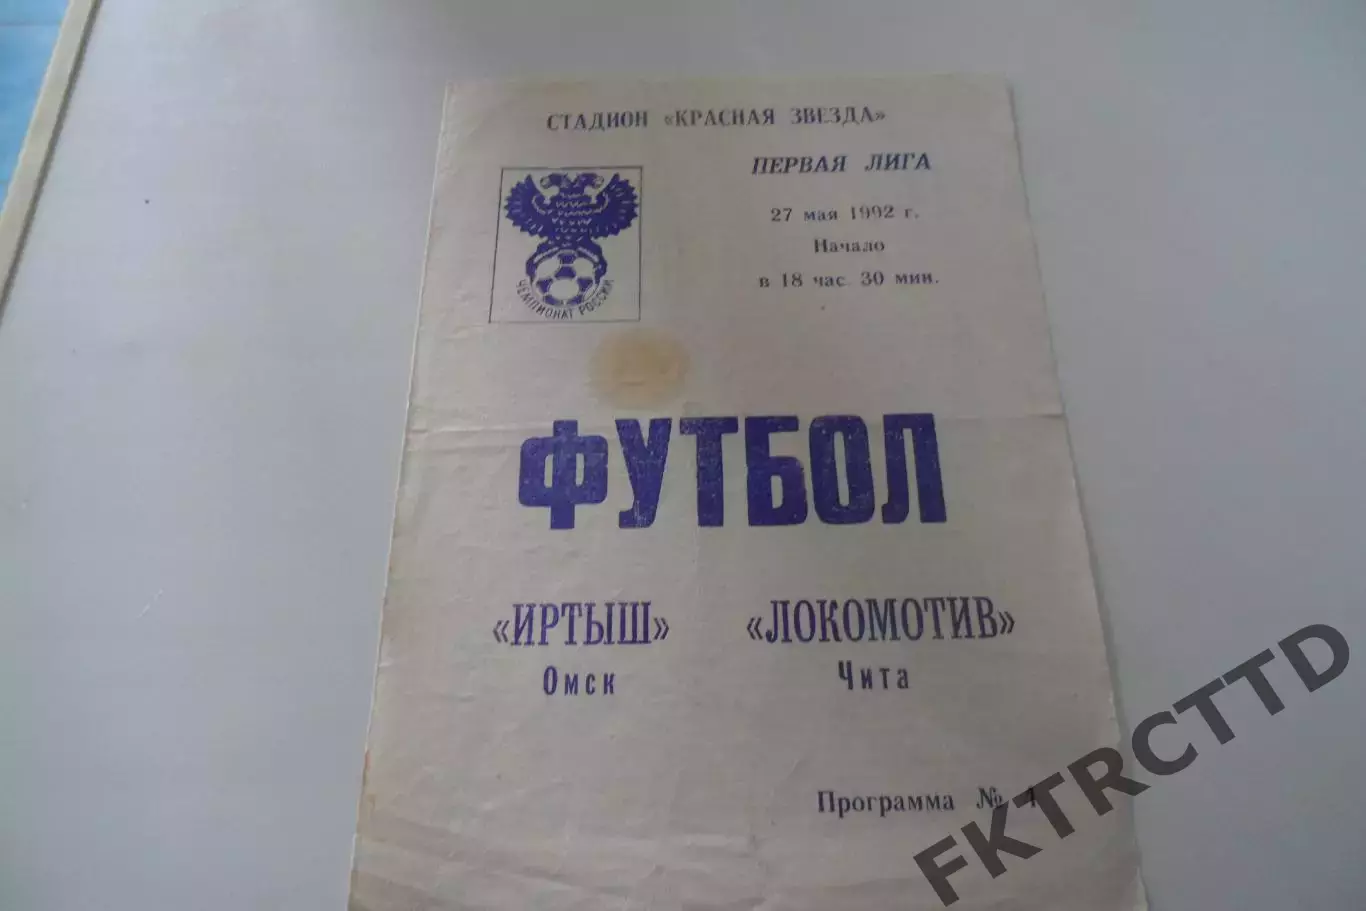 СТАДИОН «КРАСНАЯ ЗВЕЗДА»
ПЕРВАЯ ЛИГА
27 мая 1992 г.
Начало
в 18 час. 30 мин.
ЧЕМПИОНАТ РОССИИ
ФУТБОЛ
«ИРТЫШ» «ЛОКОМОТИВ»
Омск Чита
Программа №
FKTRCTTD